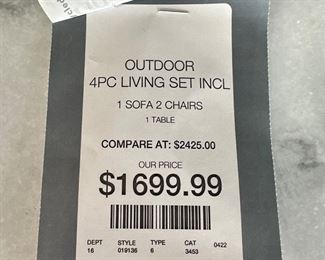 cled
OUTDOOR
4PC LIVING SET INCL
1 SOFA 2 CHAIRS
1 TABLE
COMPARE AT: $2425.00
OUR PRICE
$1699.99
DEPT STYLE TYPE CAT 0422
16 019136 6 3453